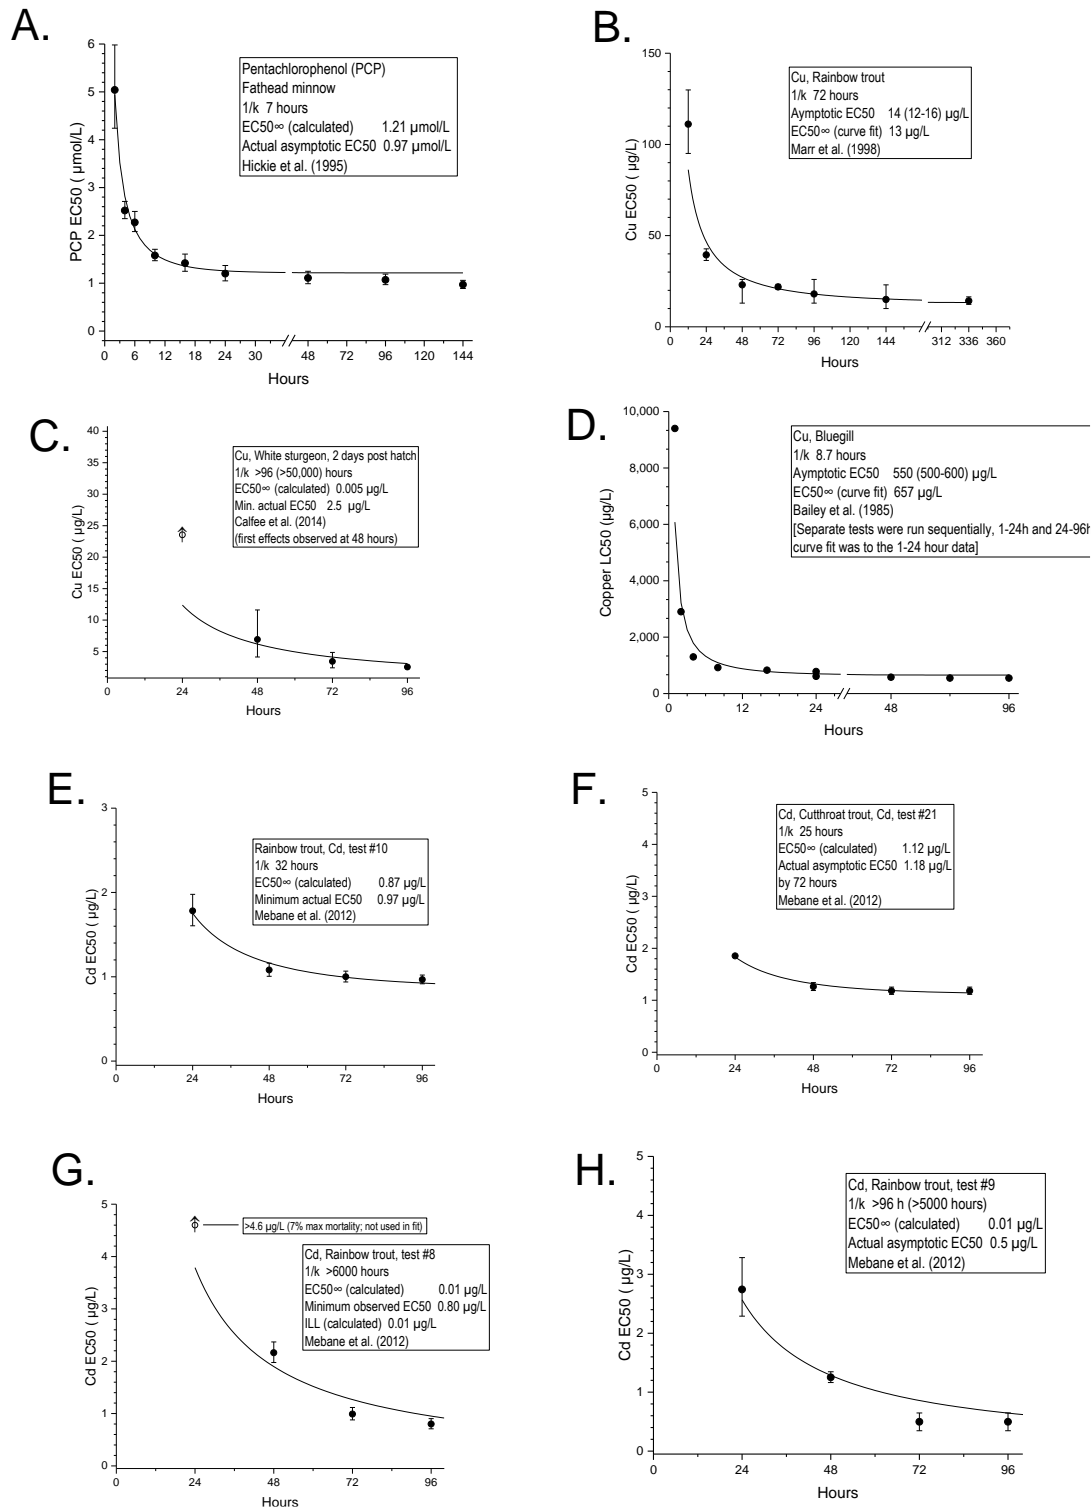 A.
PCP EC50 ( µmol/L)
6
5
4
3
2
1
0
Pentachlorophenol (PCP)
Fathead minnow
1/k 7 hours
EC50∞ (calculated) 1.21 µmol/L
Actual asymptotic EC50 0.97 µmol/L
Hickie et al. (1995)
0 6 12 18 24 30 36 48 72 96 120 144
Hours
B.
Cu EC50 ( µg/L)
150
100
50
0
Cu, Rainbow trout
1/k 72 hours
Aymptotic EC50 14 (12-16) µg/L
EC50∞ (curve fit) 13 µg/L
Marr et al. (1998)
0 24 48 72 96 144 312 336 360
Hours
C.
Cu EC50 ( µg/L)
40
35
30
25
20
15
10
5
Cu, White sturgeon, 2 days post hatch
1/k >96 (>50,000) hours
EC50∞ (calculated) 0.005 µg/L
Min. actual EC50 2.5 µg/L
Calfee et al. (2014)
(first effects observed at 48 hours)
0 24 48 72 96
Hours
D.
Copper LC50 (µg/L)
10,000
8,000
6,000
4,000
2,000
0
Cu, Bluegill
1/k 8.7 hours
Aymptotic EC50 550 (500-600) µg/L
EC50∞ (curve fit) 657 µg/L
Bailey et al. (1985)
[Separate tests were run sequentially, 1-24h and 24-96h
curve fit was to the 1-24 hour data]
0 12 24 48 96
Hours
E.
Cd EC50 ( µg/L)
3
2
1
0
Rainbow trout, Cd, test #10
1/k 32 hours
EC50∞ (calculated) 0.87 µg/L
Minimum actual EC50 0.97 µg/L
Mebane et al. (2012)
0 24 48 72 96
Hours
F.
Cd EC50 ( µg/L)
5
4
3
2
1
0
Cd, Cutthroat trout, Cd, test #21
1/k 25 hours
EC50∞ (calculated) 1.12 µg/L
Actual asymptotic EC50 1.18 µg/L
by 72 hours
Mebane et al. (2012)
0 24 48 72 96
Hours
G.
Cd EC50 ( µg/L)
5
4
3
2
1
0
>4.6 µg/L (7% max mortality; not used in fit)
Cd, Rainbow trout, test #8
1/k >6000 hours
EC50∞ (calculated) 0.01 µg/L
Minimum observed EC50 0.80 µg/L
ILL (calculated) 0.01 µg/L
Mebane et al. (2012)
0 24 48 72 96
Hours
H.
Cd EC50 ( µg/L)
5
4
3
2
1
0
Cd, Rainbow trout, test #9
1/k >96 h (>5000 hours)
EC50∞ (calculated) 0.01 µg/L
Actual asymptotic EC50 0.5 µg/L
Mebane et al. (2012)
0 24 48 72 96
Hours